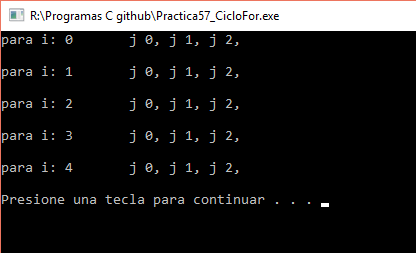 R:\Programas C github\Practica57_CicloFor.exe
para i: 0 j 0, j 1, j 2,
para i: 1 j 0, j 1, j 2,
para i: 2 j 0, j 1, j 2,
para i: 3 j 0, j 1, j 2,
para i: 4 j 0, j 1, j 2,
Presione una tecla para continuar . . .